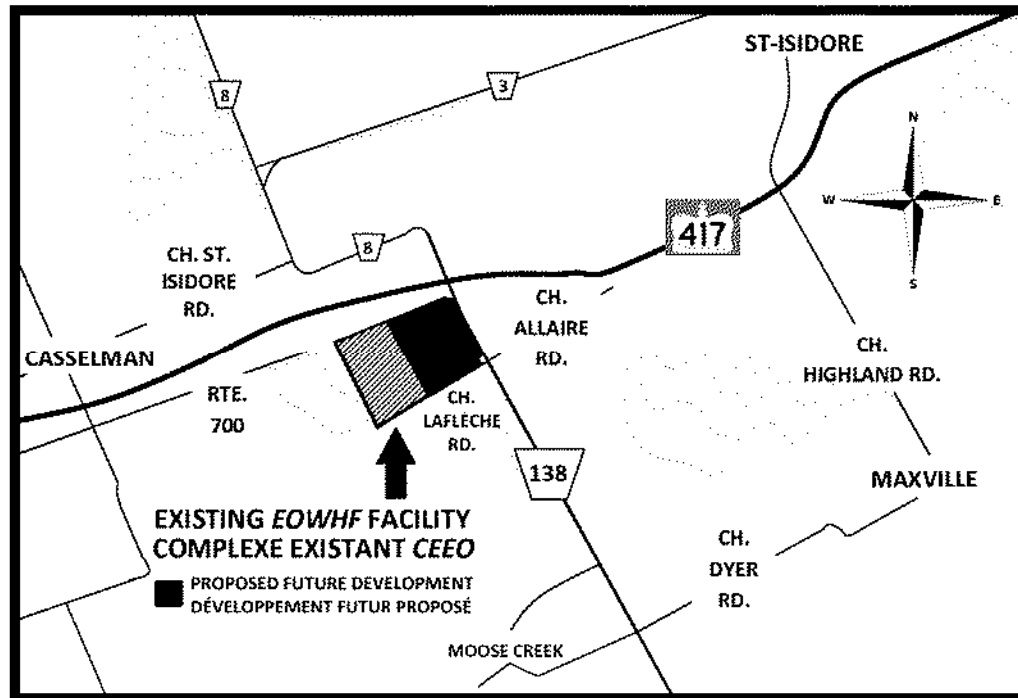 ST-ISIDORE
3
8
N
W
E
S
417
8
CH. ST.
ISIDORE
RD.
CH.
ALLAIRE
RD.
CASSELMAN
CH.
HIGHLAND RD.
RTE.
700
CH.
LAFLÈCHE
RD.
138
MAXVILLE
EXISTING EOWHF FACILITY
COMPLEXE EXISTANT CEEO
PROPOSED FUTURE DEVELOPMENT
DÉVELOPPEMENT FUTUR PROPOSÉ
CH.
DYER
RD.
MOOSE CREEK